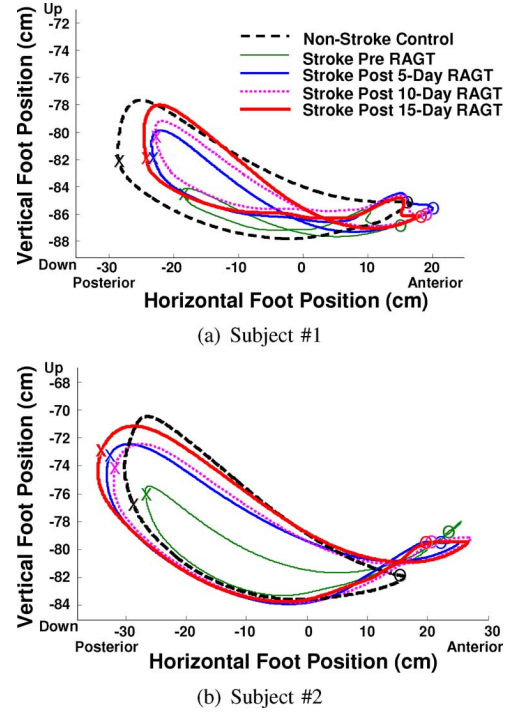 Up
-72
-74
-76
-78
-80
-82
-84
-86
-88
Down
Vertical Foot Position (cm)
Non-Stroke Control
Stroke Pre RAGT
Stroke Post 5-Day RAGT
Stroke Post 10-Day RAGT
Stroke Post 15-Day RAGT
-30 -20 -10 0 10 20
Posterior Anterior
Horizontal Foot Position (cm)
(a) Subject #1
Up
-68
-70
-72
-74
-76
-78
-80
-82
-84
Down
Vertical Foot Position (cm)
-30 -20 -10 0 10 20 30
Posterior Anterior
Horizontal Foot Position (cm)
(b) Subject #2